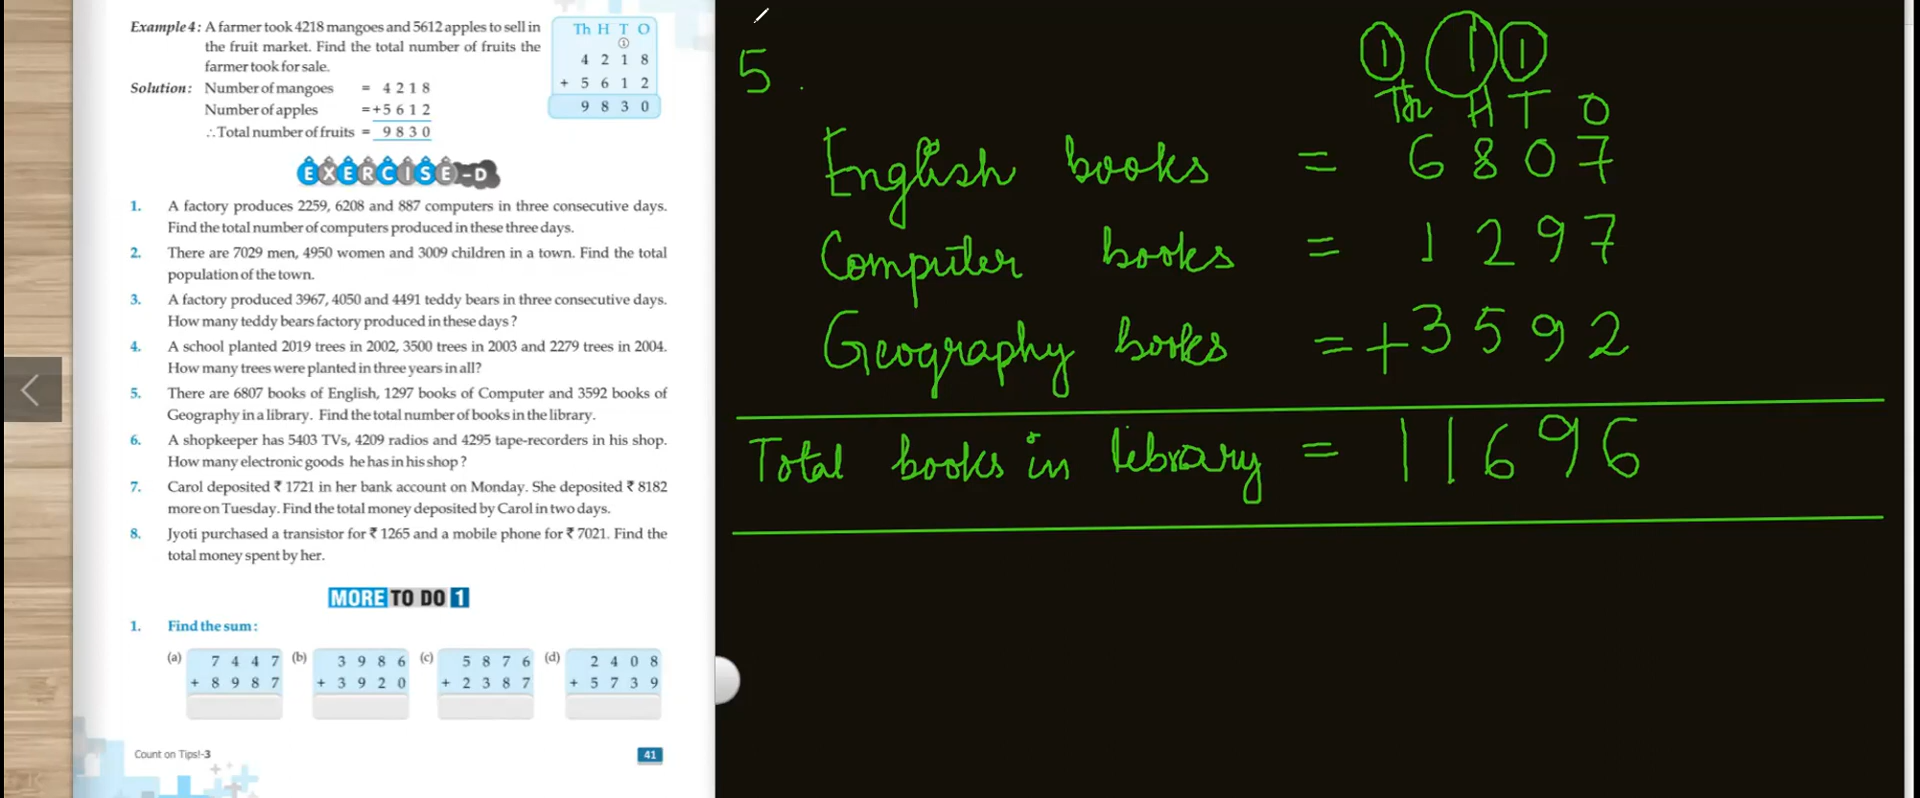 Example 4 : A farmer took 4218 mangoes and 5612 apples to sell in
the fruit market. Find the total number of fruits the
farmer took for sale.
Solution : Number of mangoes = 4 2 1 8
Number of apples = + 5 6 1 2
∴ Total number of fruits = 9 8 3 0
Th H T O
①
4 2 1 8
+ 5 6 1 2
9 8 3 0
EXERCISE-D
1. A factory produces 2259, 6208 and 887 computers in three consecutive days.
Find the total number of computers produced in these three days.
2. There are 7029 men, 4950 women and 3009 children in a town. Find the total
population of the town.
3. A factory produced 3967, 4050 and 4491 teddy bears in three consecutive days.
How many teddy bears factory produced in these days ?
4. A school planted 2019 trees in 2002, 3500 trees in 2003 and 2279 trees in 2004.
How many trees were planted in three years in all?
5. There are 6807 books of English, 1297 books of Computer and 3592 books of
Geography in a library. Find the total number of books in the library.
6. A shopkeeper has 5403 TVs, 4209 radios and 4295 tape-recorders in his shop.
How many electronic goods he has in his shop ?
7. Carol deposited ₹ 1721 in her bank account on Monday. She deposited ₹ 8182
more on Tuesday. Find the total money deposited by Carol in two days.
8. Jyoti purchased a transistor for ₹ 1265 and a mobile phone for ₹ 7021. Find the
total money spent by her.
MORE TO DO 1
1. Find the sum :
(a) 7 4 4 7 (b) 3 9 8 6 (c) 5 8 7 6 (d) 2 4 0 8
+ 8 9 8 7 + 3 9 2 0 + 2 3 8 7 + 5 7 3 9
Count on Tips!-3
41
5.
① ① ①
Th H T O
English books = 6 8 0 7
Computer books = 1 2 9 7
Geography books = + 3 5 9 2
Total books in library = 1 1 6 9 6